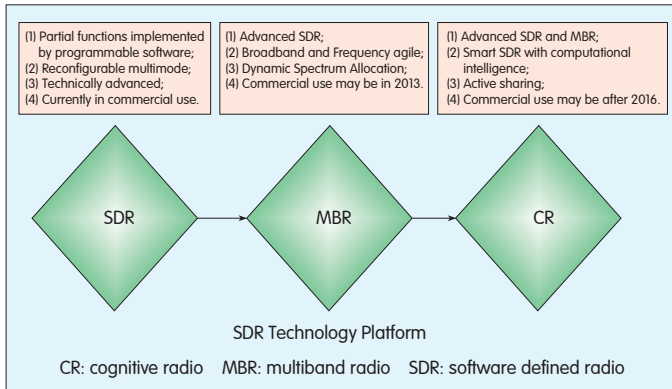 (1) Partial functions implemented
by programmable software;
(2) Reconfigurable multimode;
(3) Technically advanced;
(4) Currently in commercial use.
(1) Advanced SDR;
(2) Broadband and Frequency agile;
(3) Dynamic Spectrum Allocation;
(4) Commercial use may be in 2013.
(1) Advanced SDR and MBR;
(2) Smart SDR with computational
intelligence;
(3) Active sharing;
(4) Commercial use may be after 2016.
SDR
MBR
CR
SDR Technology Platform
CR: cognitive radio MBR: multiband radio SDR: software defined radio